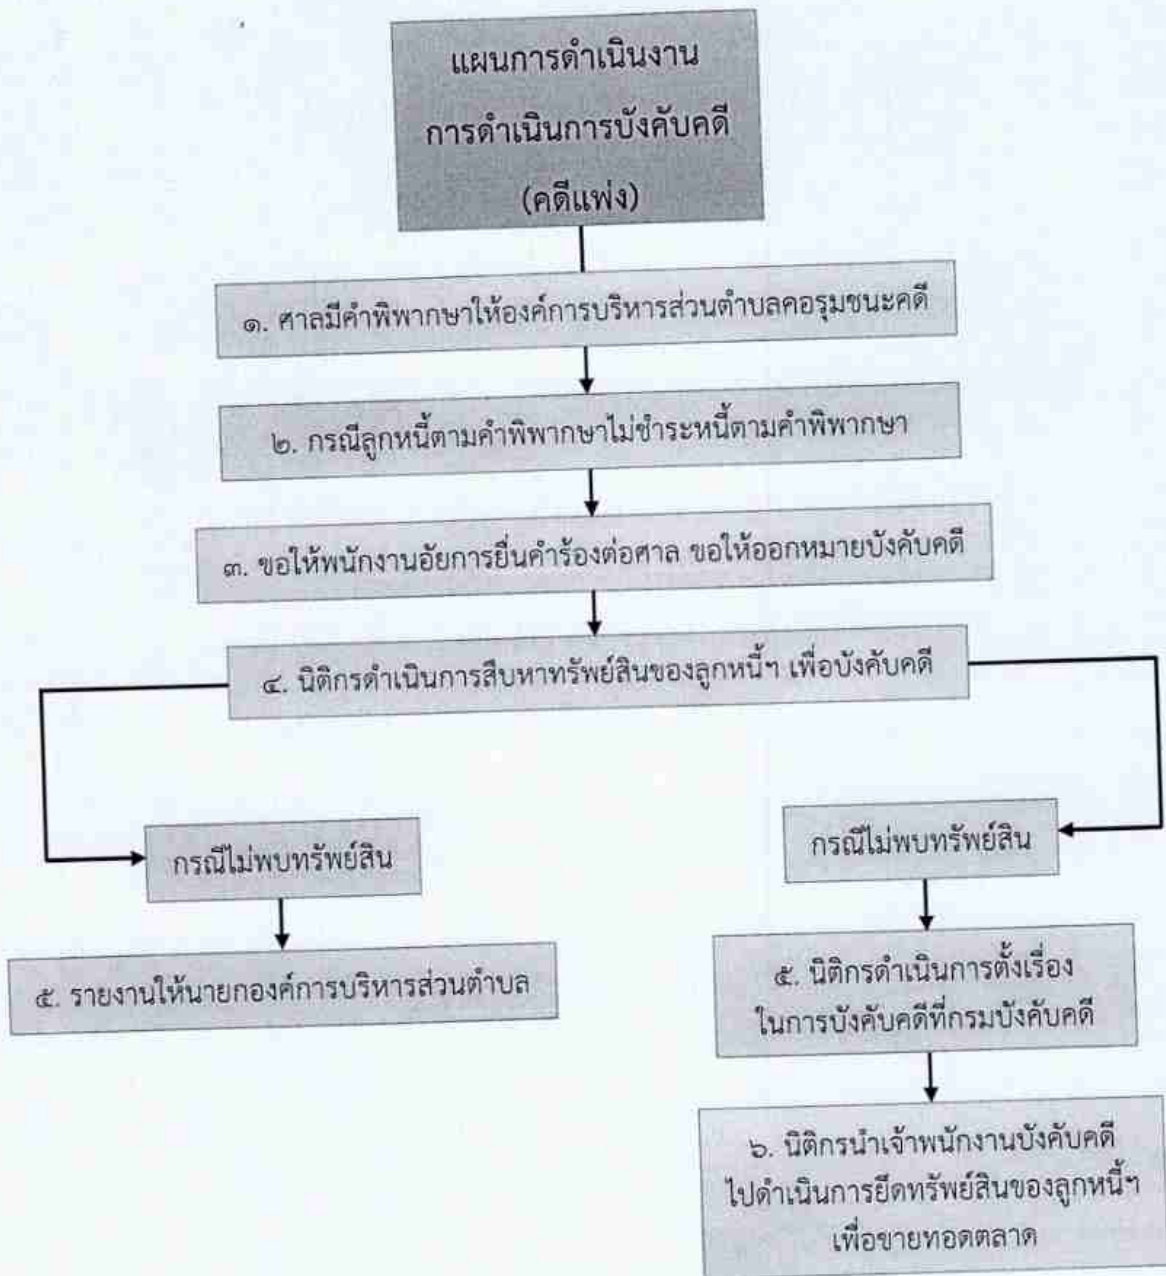 แผนการดำเนินงาน
การดำเนินการบังคับคดี
(คดีแพ่ง)
๑. ศาลมีคำพิพากษาให้องค์การบริหารส่วนตำบลคอรุมชนะคดี
๒. กรณีลูกหนี้ตามคำพิพากษาไม่ชำระหนี้ตามคำพิพากษา
๓. ขอให้พนักงานอัยการยื่นคำร้องต่อศาล ขอให้ออกหมายบังคับคดี
๔. นิติกรดำเนินการสืบหาทรัพย์สินของลูกหนี้ฯ เพื่อบังคับคดี
กรณีไม่พบทรัพย์สิน
๕. รายงานให้นายกองค์การบริหารส่วนตำบล
กรณีไม่พบทรัพย์สิน
๕. นิติกรดำเนินการตั้งเรื่อง
ในการบังคับคดีที่กรมบังคับคดี
๖. นิติกรนำเจ้าพนักงานบังคับคดี
ไปดำเนินการยึดทรัพย์สินของลูกหนี้ฯ
เพื่อขายทอดตลาด